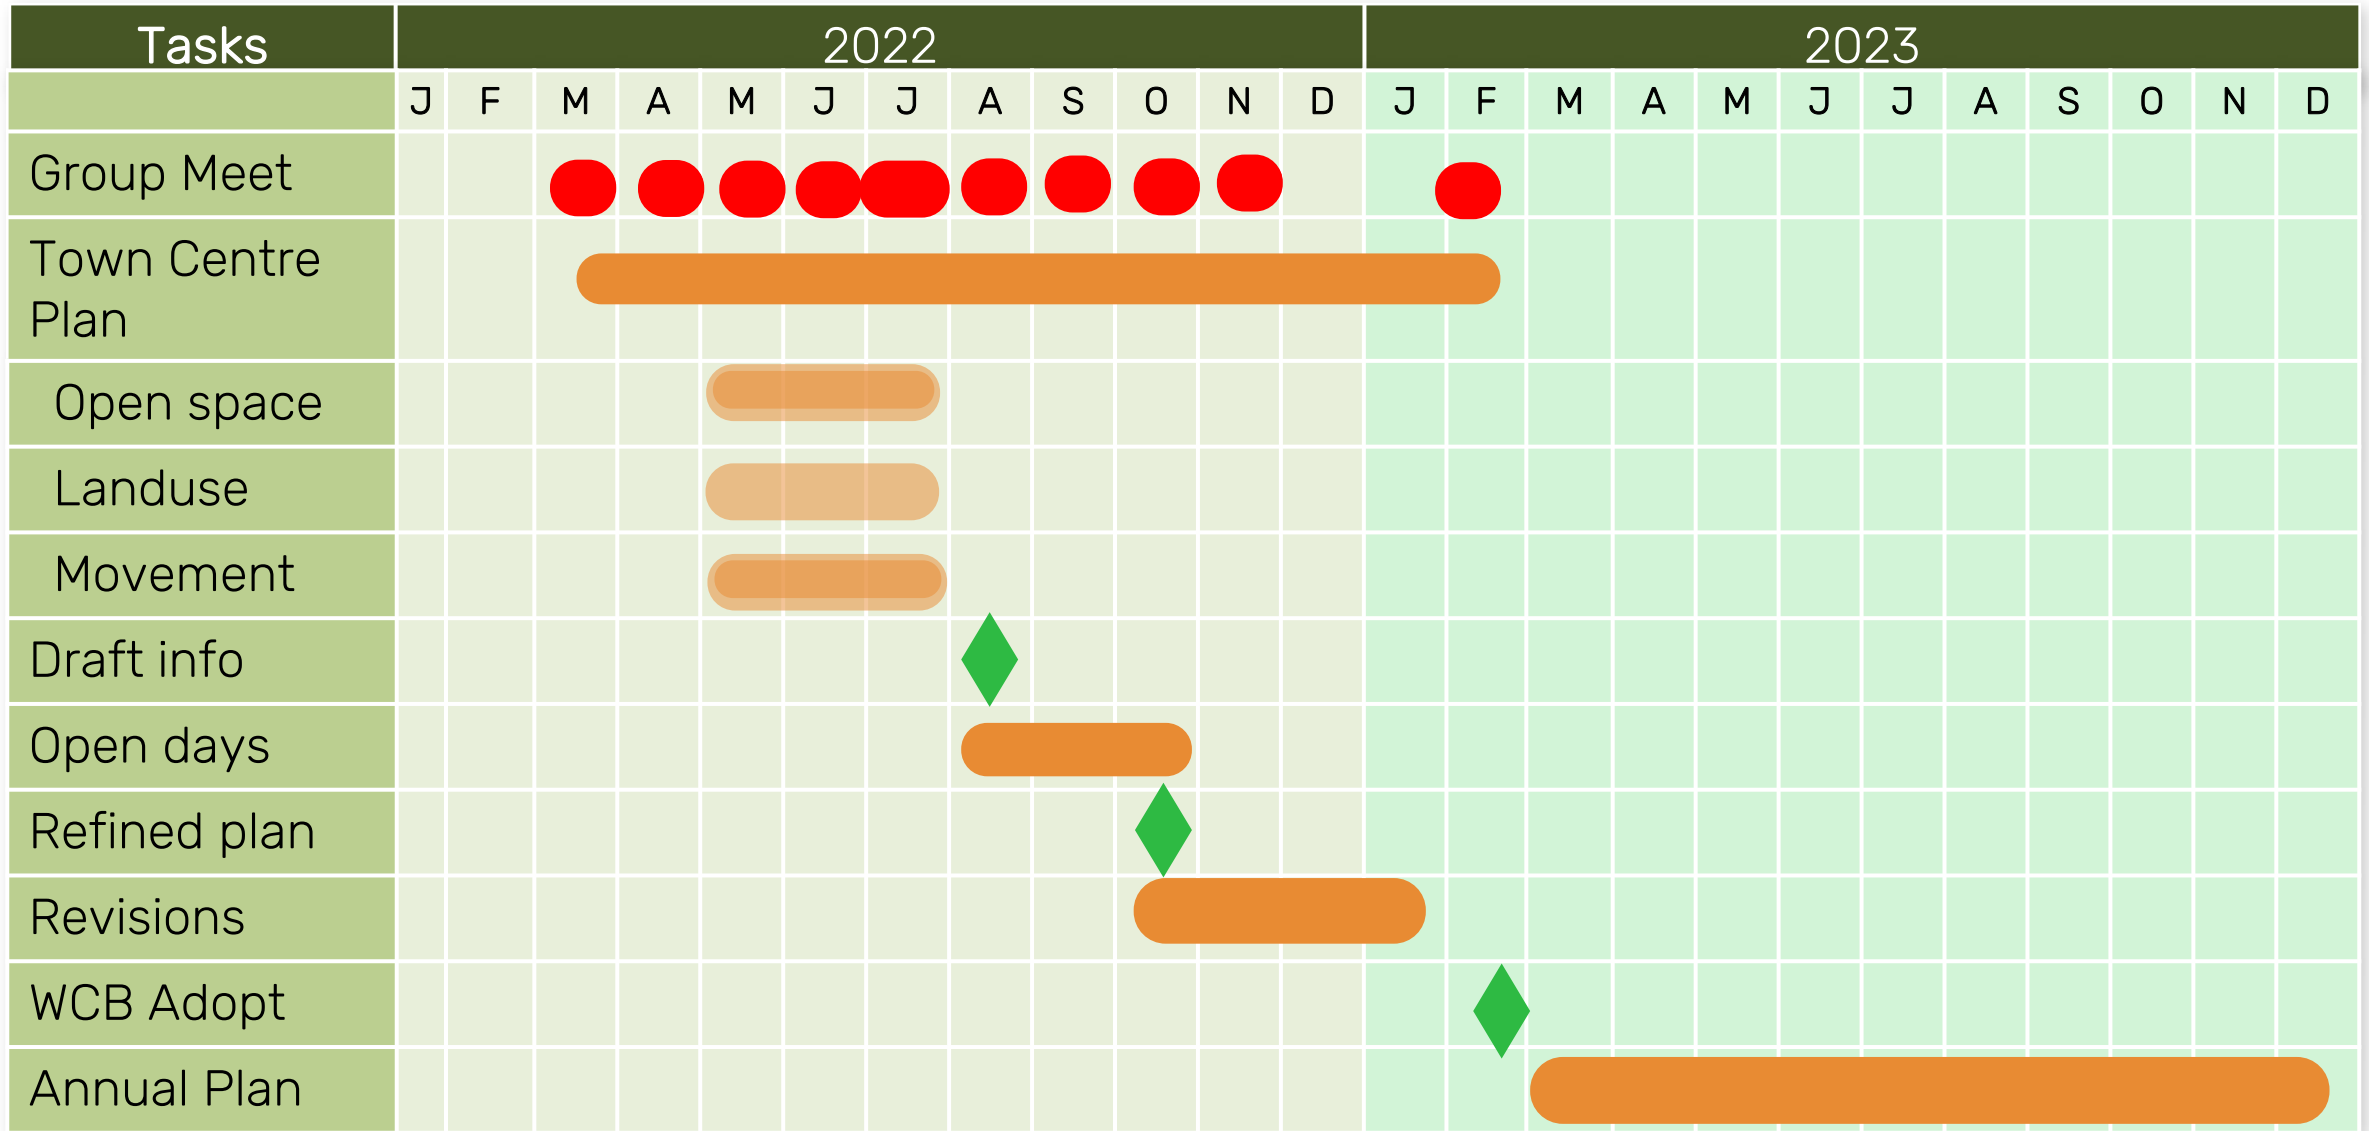 Tasks 2022 2023
J F M A M J J A S O N D J F M A M J J A S O N D
Group Meet
Town Centre
Plan
Open space
Landuse
Movement
Draft info
Open days
Refined plan
Revisions
WCB Adopt
Annual Plan